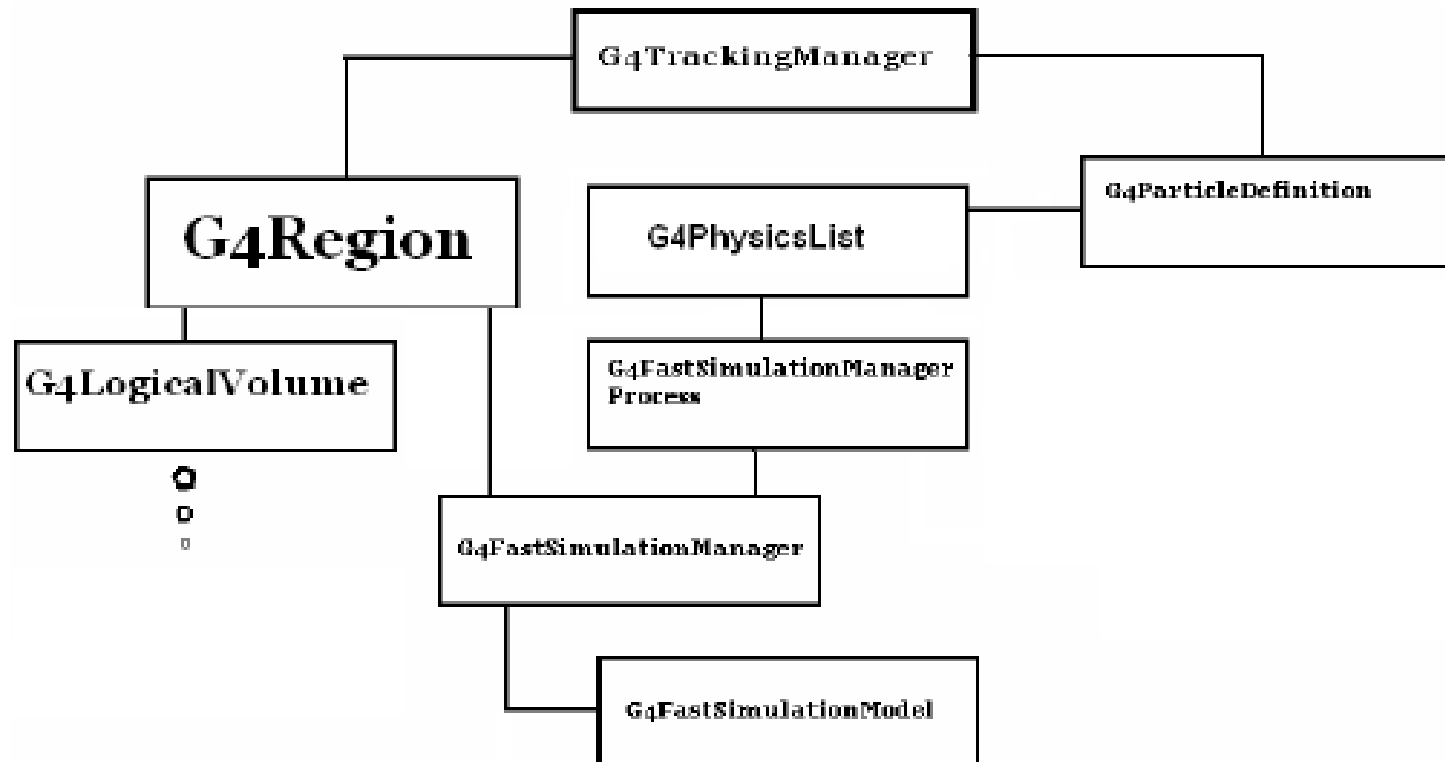 G4TrackingManager
G4ParticleDefinition
G4Region
G4PhysicsList
G4LogicalVolume
G4FastSimulationManager
Process
G4FastSimulationManager
G4FastSimulationModel